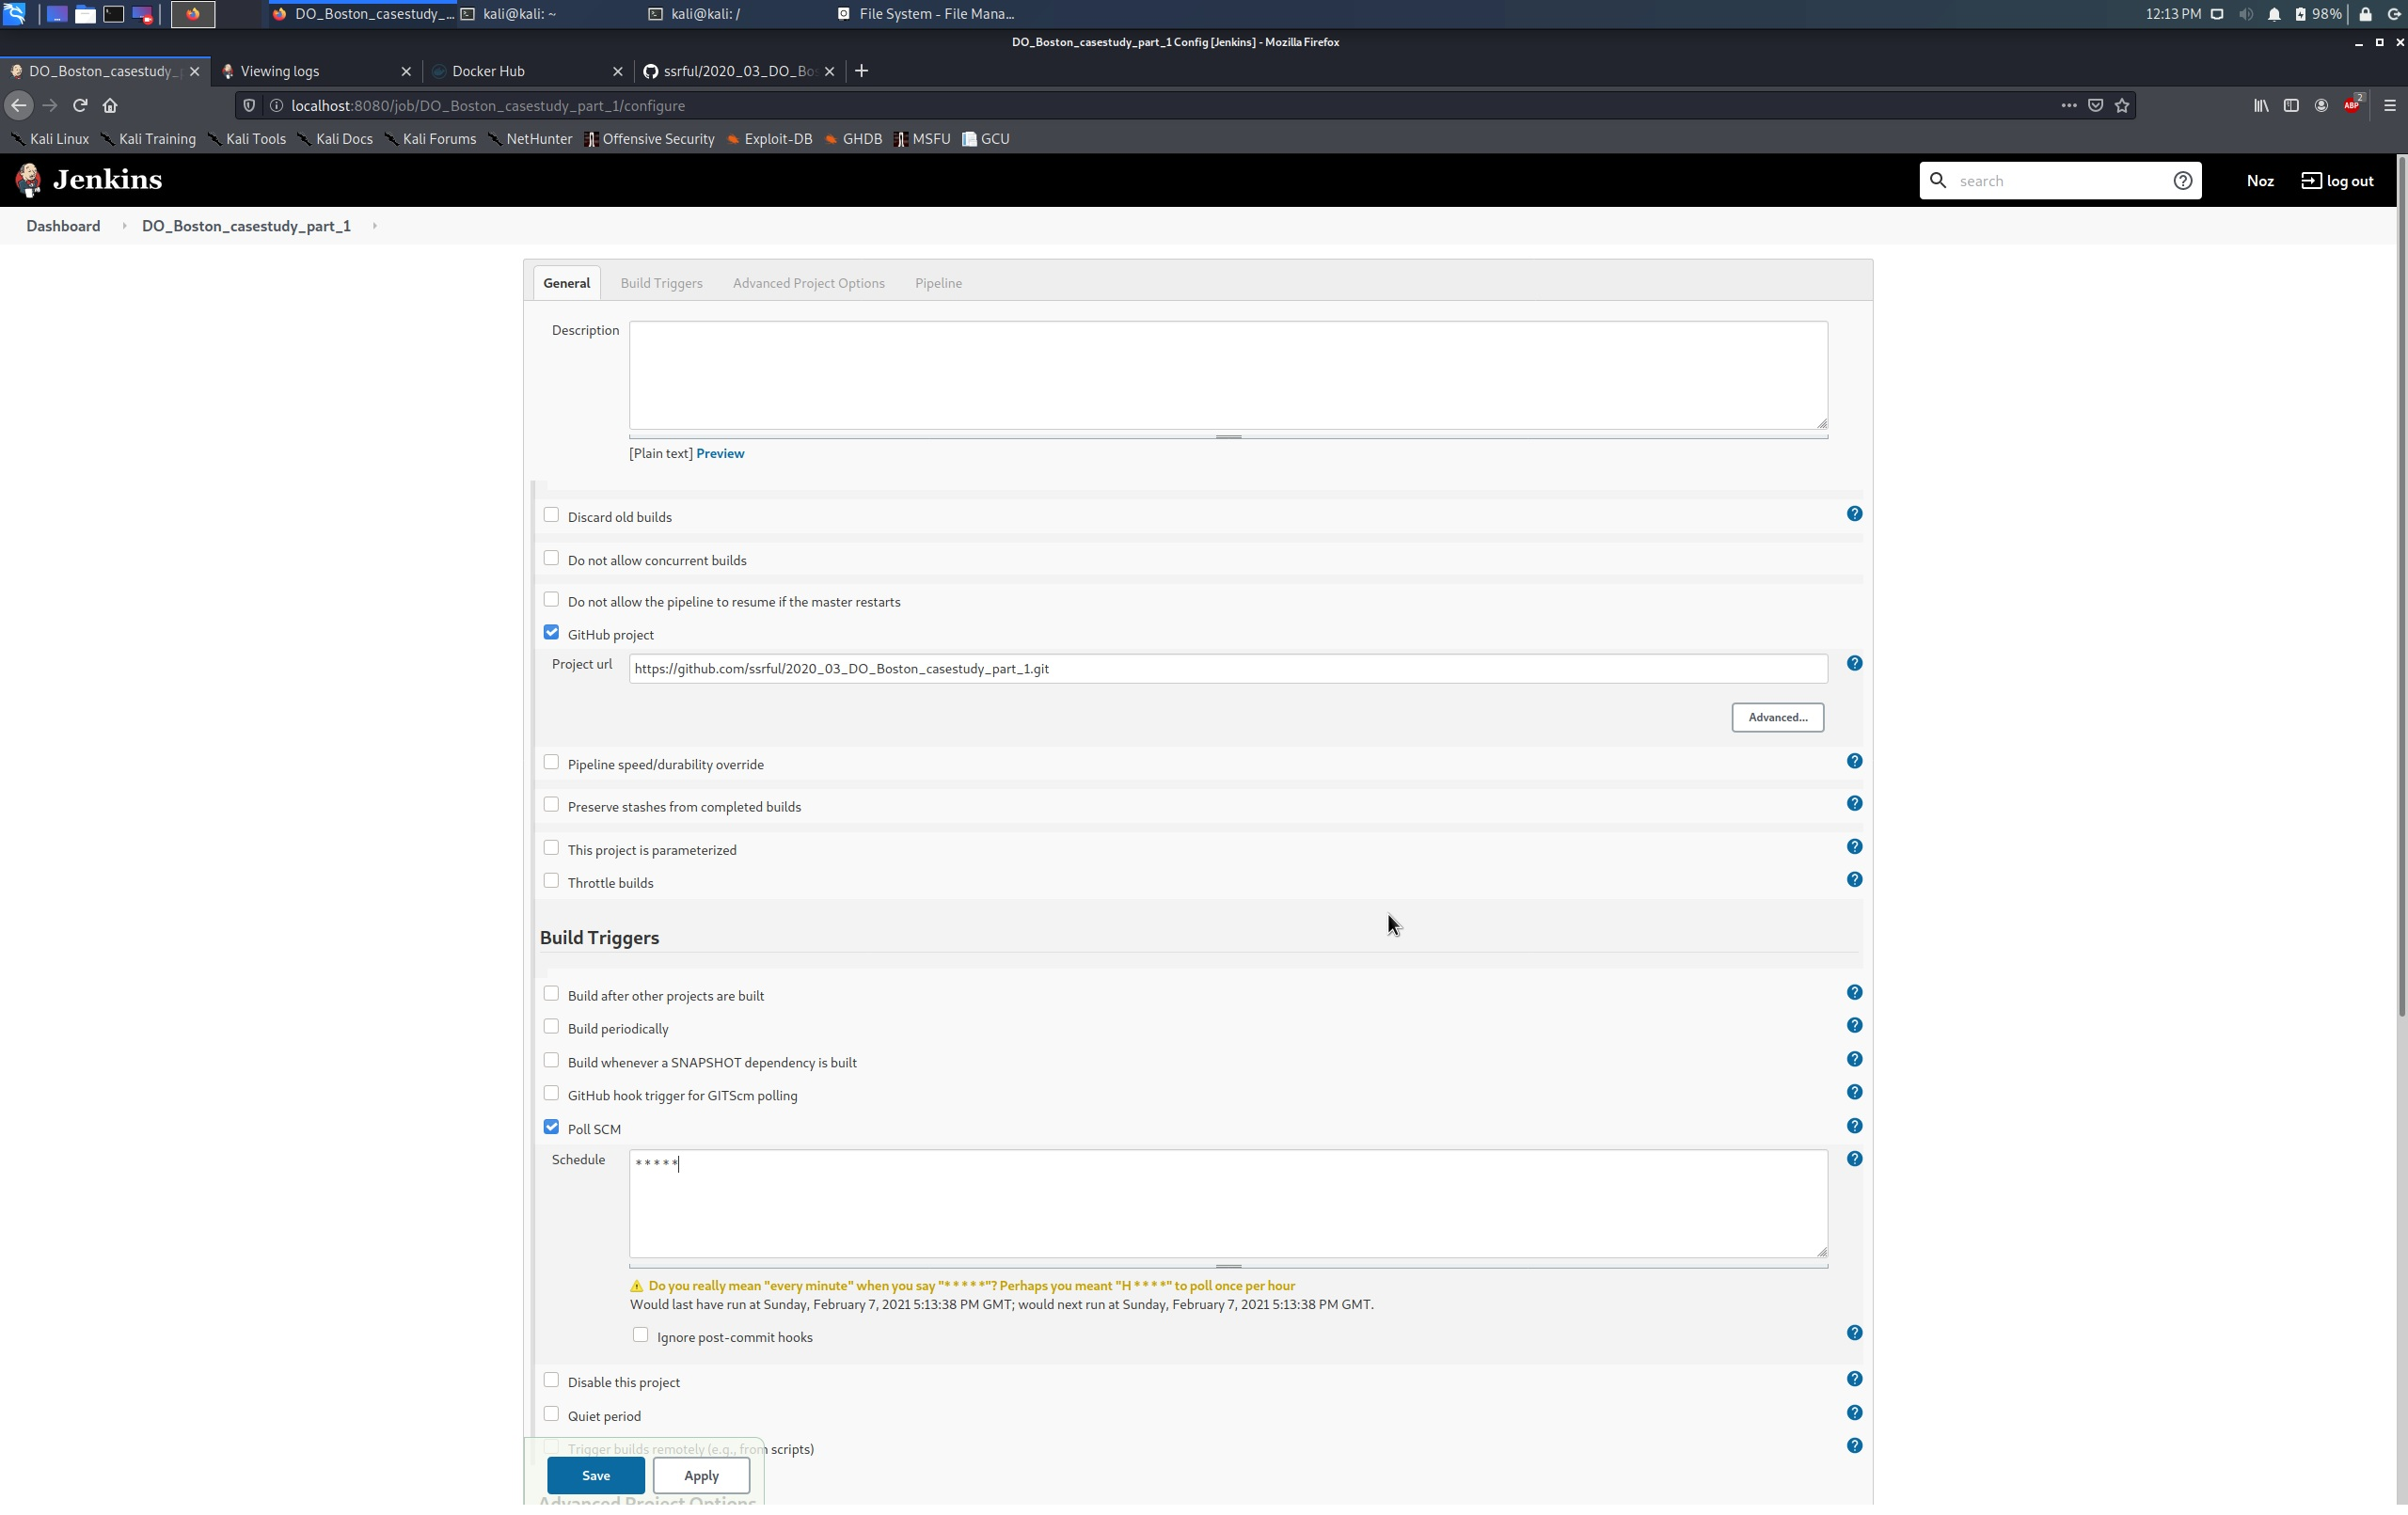 DO_Boston_casestudy_... kali@kali: ~ kali@kali: / File System - File Mana... 12:13 PM 98%
DO_Boston_casestudy_part_1 Config [Jenkins] - Mozilla Firefox
DO_Boston_casestudy_ Viewing logs Docker Hub ssrful/2020_03_DO_Bos
localhost:8080/job/DO_Boston_casestudy_part_1/configure ABP 2
Kali Linux Kali Training Kali Tools Kali Docs Kali Forums NetHunter Offensive Security Exploit-DB GHDB MSFU GCU
Jenkins search Noz log out
Dashboard DO_Boston_casestudy_part_1
General Build Triggers Advanced Project Options Pipeline
Description
[Plain text] Preview
Discard old builds
Do not allow concurrent builds
Do not allow the pipeline to resume if the master restarts
GitHub project
Project url https://github.com/ssrful/2020_03_DO_Boston_casestudy_part_1.git
Advanced...
Pipeline speed/durability override
Preserve stashes from completed builds
This project is parameterized
Throttle builds
Build Triggers
Build after other projects are built
Build periodically
Build whenever a SNAPSHOT dependency is built
GitHub hook trigger for GITScm polling
Poll SCM
Schedule * * * * *
Do you really mean "every minute" when you say "* * * * *"? Perhaps you meant "H * * * *" to poll once per hour
Would last have run at Sunday, February 7, 2021 5:13:38 PM GMT; would next run at Sunday, February 7, 2021 5:13:38 PM GMT.
Ignore post-commit hooks
Disable this project
Quiet period
Trigger builds remotely (e.g., from scripts)
Save Apply
Advanced Project Options